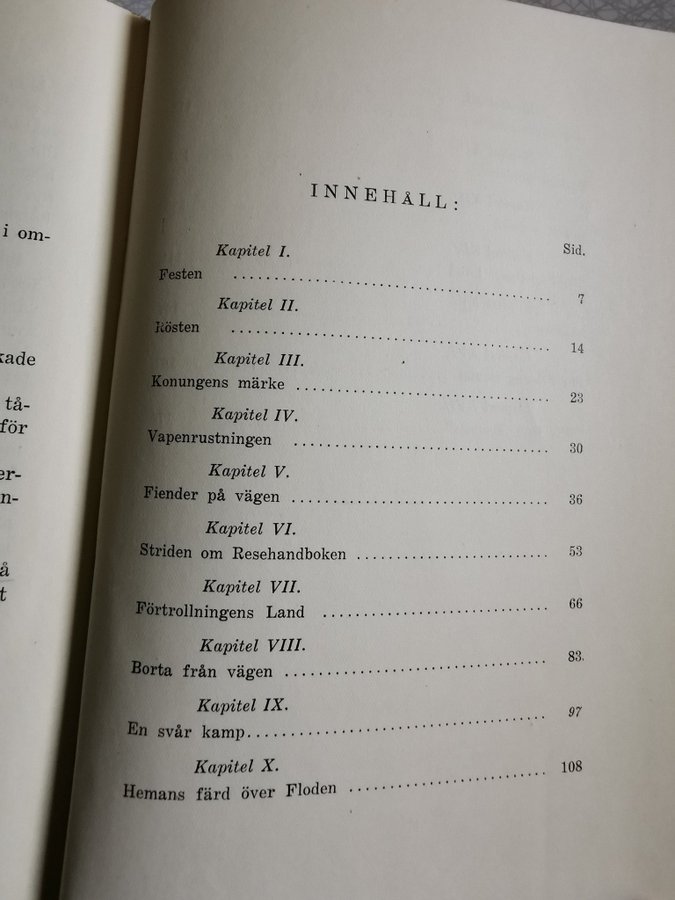 i om-
kade
tå-
för
er-
n-
å
t
INNEHÅLL:
Kapitel I. Sid.
Festen 7
Kapitel II.
Rösten 14
Kapitel III.
Konungens märke 23
Kapitel IV.
Vapenrustningen 30
Kapitel V.
Fiender på vägen 36
Kapitel VI.
Striden om Resehandboken 53
Kapitel VII.
Förtrollningens Land 66
Kapitel VIII.
Borta från vägen 83
Kapitel IX.
En svår kamp 97
Kapitel X.
Hemans färd över Floden 108